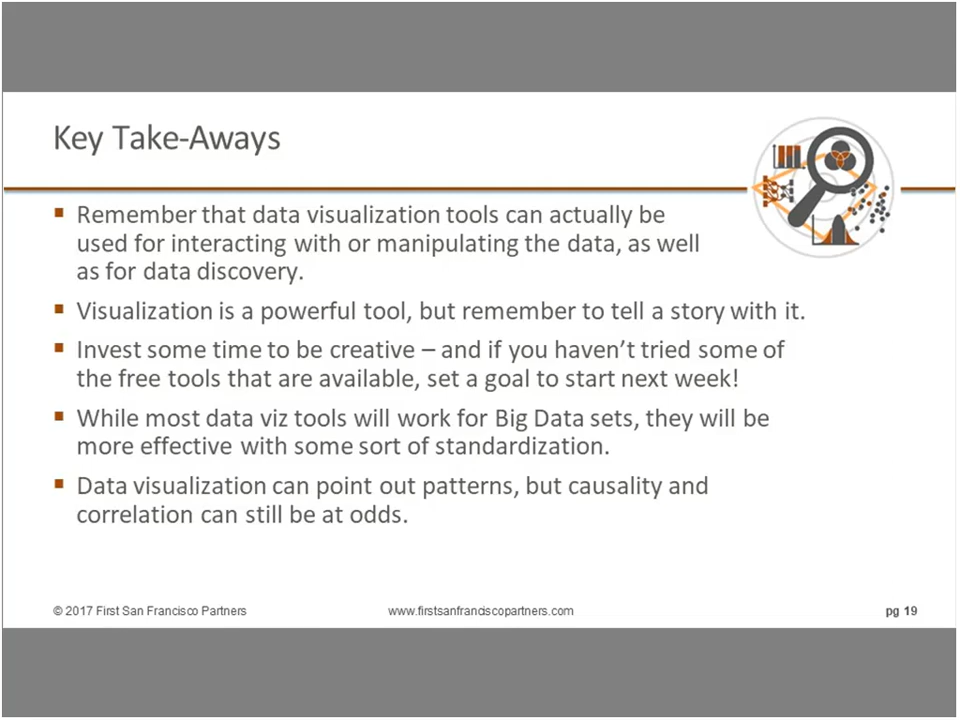 Key Take-Aways
▪ Remember that data visualization tools can actually be
used for interacting with or manipulating the data, as well
as for data discovery.
▪ Visualization is a powerful tool, but remember to tell a story with it.
▪ Invest some time to be creative – and if you haven’t tried some of
the free tools that are available, set a goal to start next week!
▪ While most data viz tools will work for Big Data sets, they will be
more effective with some sort of standardization.
▪ Data visualization can point out patterns, but causality and
correlation can still be at odds.
© 2017 First San Francisco Partners
www.firstsanfranciscopartners.com
pg 19